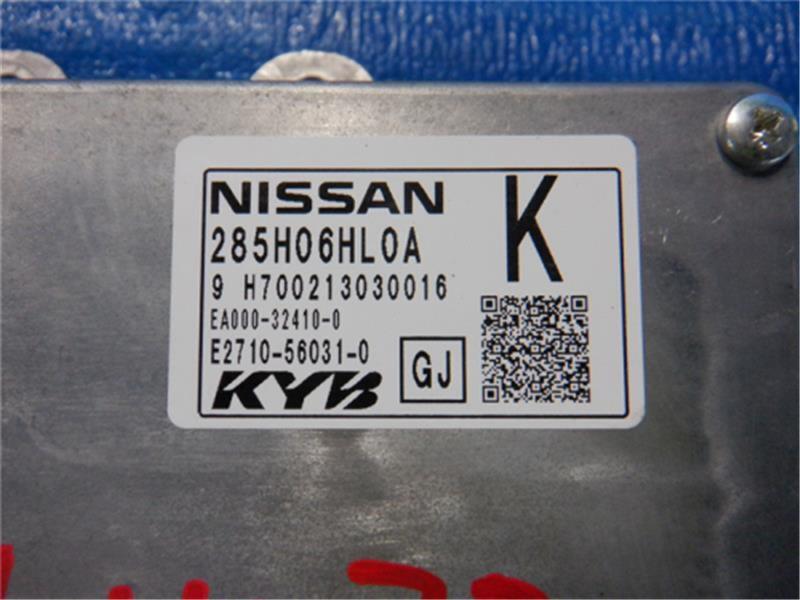 NISSAN
K
285H06HL0A
9 H700213030016
EA000-32410-0
E2710-56031-0
GJ
KYB